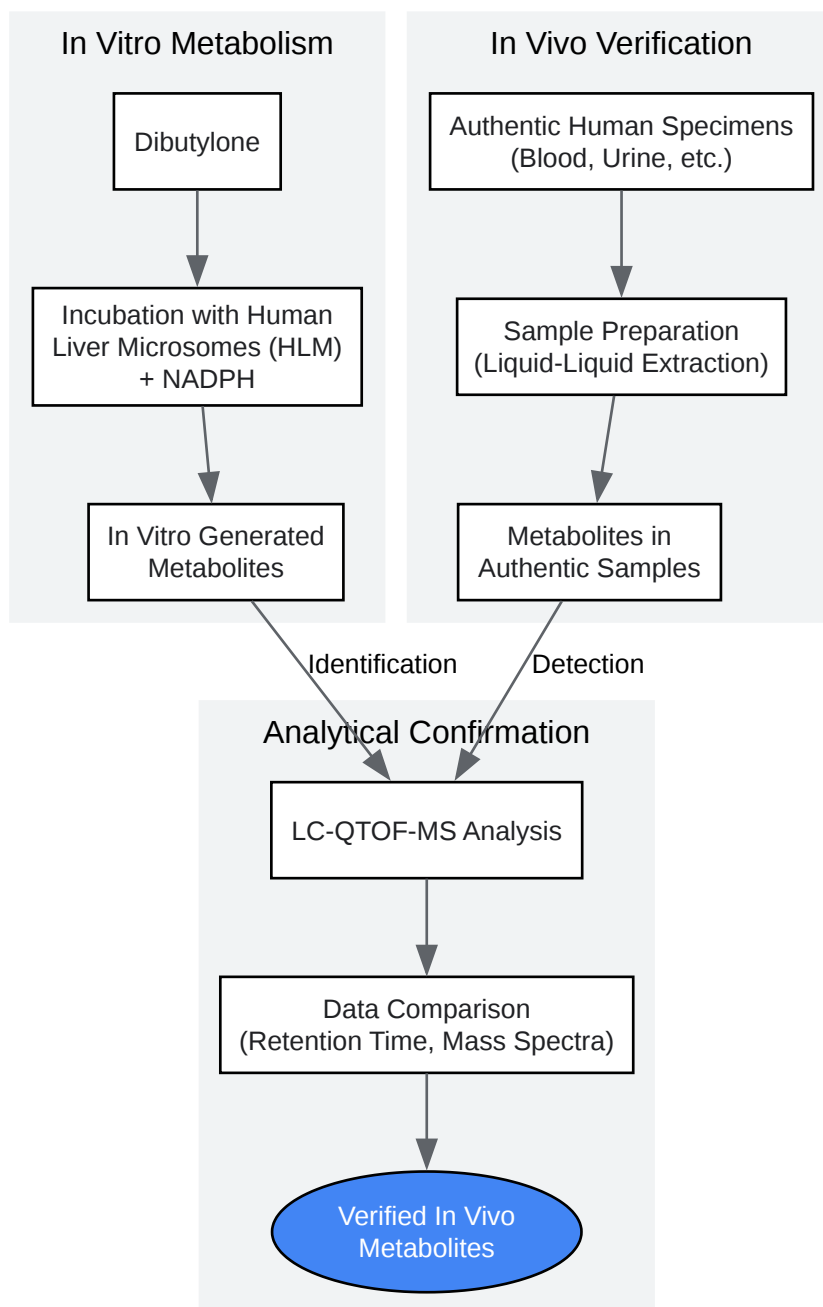 In Vitro Metabolism
Dibutylone
Incubation with Human
Liver Microsomes (HLM)
+ NADPH
In Vitro Generated
Metabolites
In Vivo Verification
Authentic Human Specimens
(Blood, Urine, etc.)
Sample Preparation
(Liquid-Liquid Extraction)
Metabolites in
Authentic Samples
Identification
Detection
Analytical Confirmation
LC-QTOF-MS Analysis
Data Comparison
(Retention Time, Mass Spectra)
Verified In Vivo
Metabolites